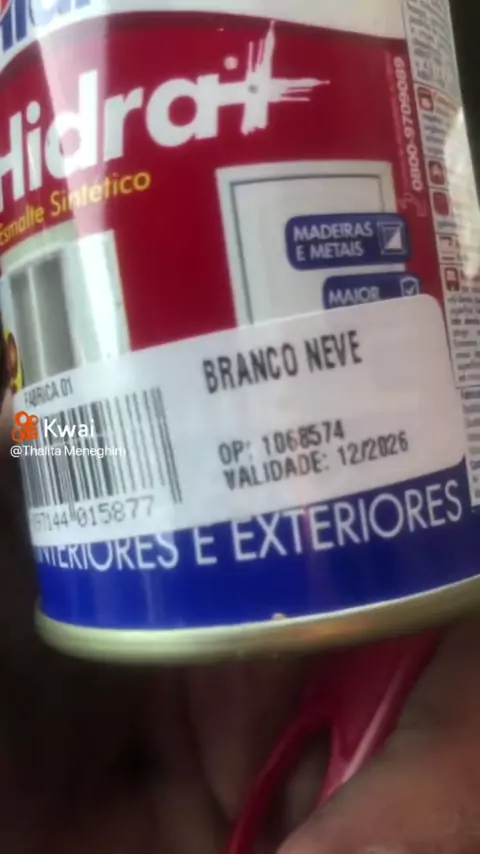 Hidra+
Esmalte Sintético
0800-9709089
MADEIRAS
E METAIS
MAIOR
BRANCO NEVE
FÁBRICA 01
OP: 1068574
VALIDADE: 12/2026
Kwai
@Thalita Meneghim
015877
INTERIORES E EXTERIORES